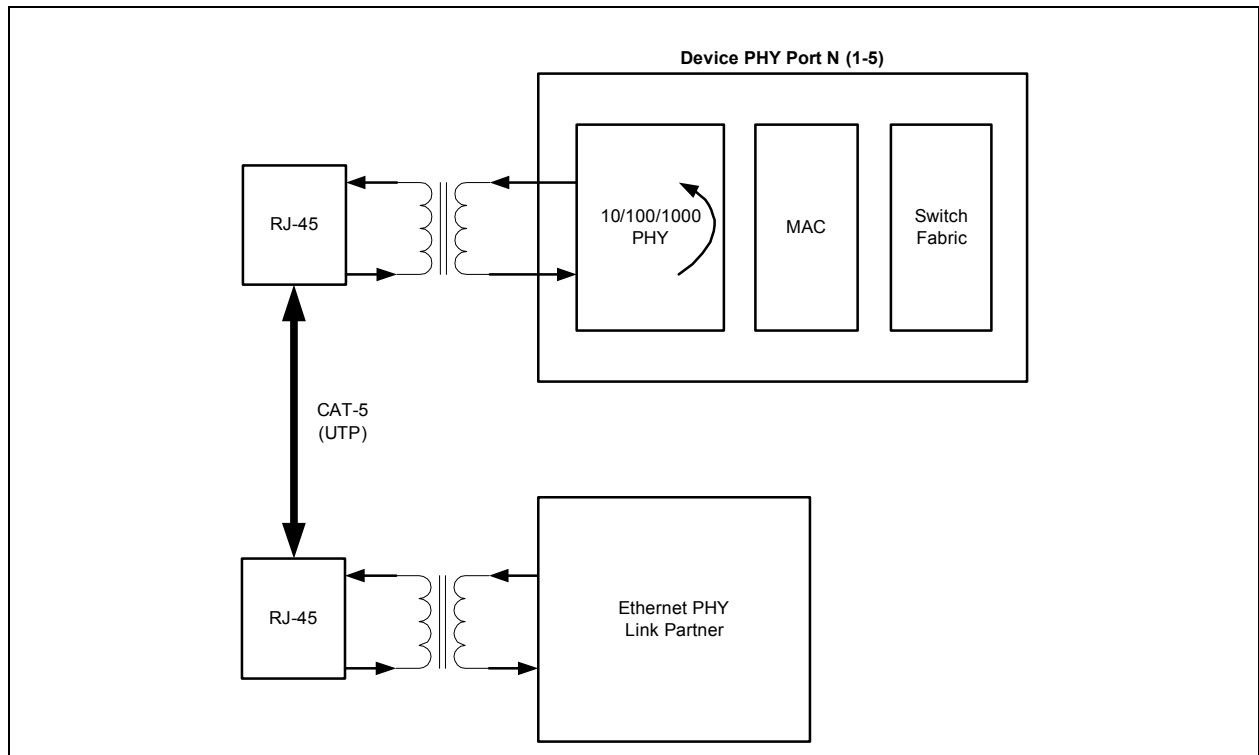 Device PHY Port N (1-5)
RJ-45
10/100/1000
PHY
MAC
Switch
Fabric
CAT-5
(UTP)
RJ-45
Ethernet PHY
Link Partner